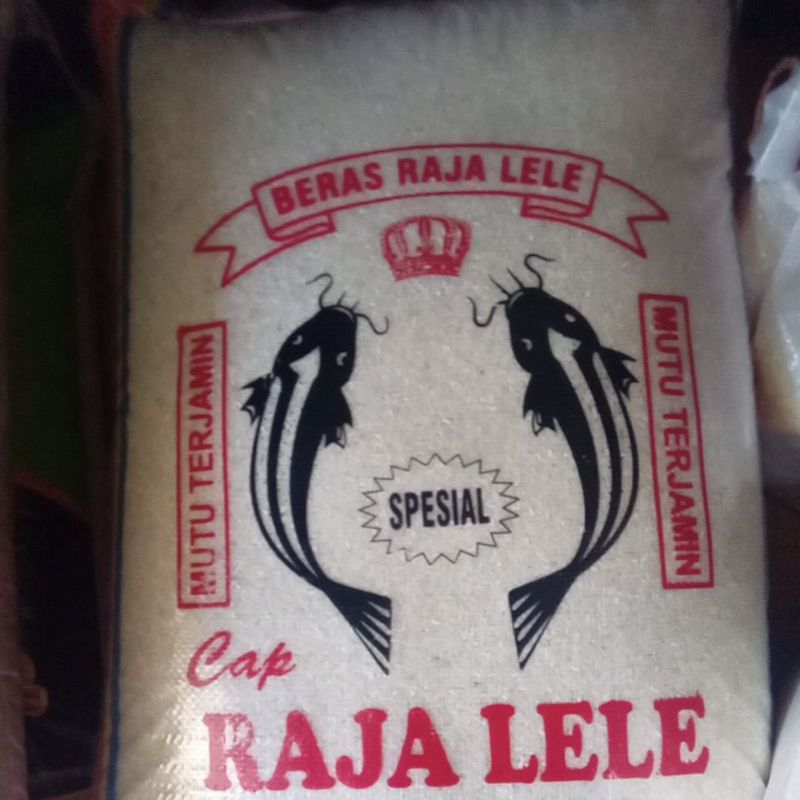 BERAS RAJA LELE
MUTU TERJAMIN
MUTU TERJAMIN
SPESIAL
Cap
RAJA LELE